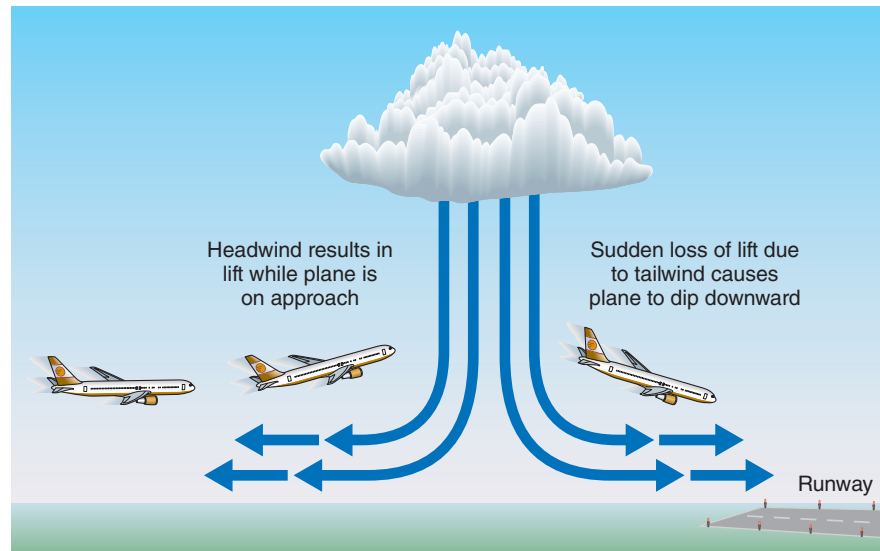 Headwind results in
lift while plane is
on approach
Sudden loss of lift due
to tailwind causes
plane to dip downward
Runway